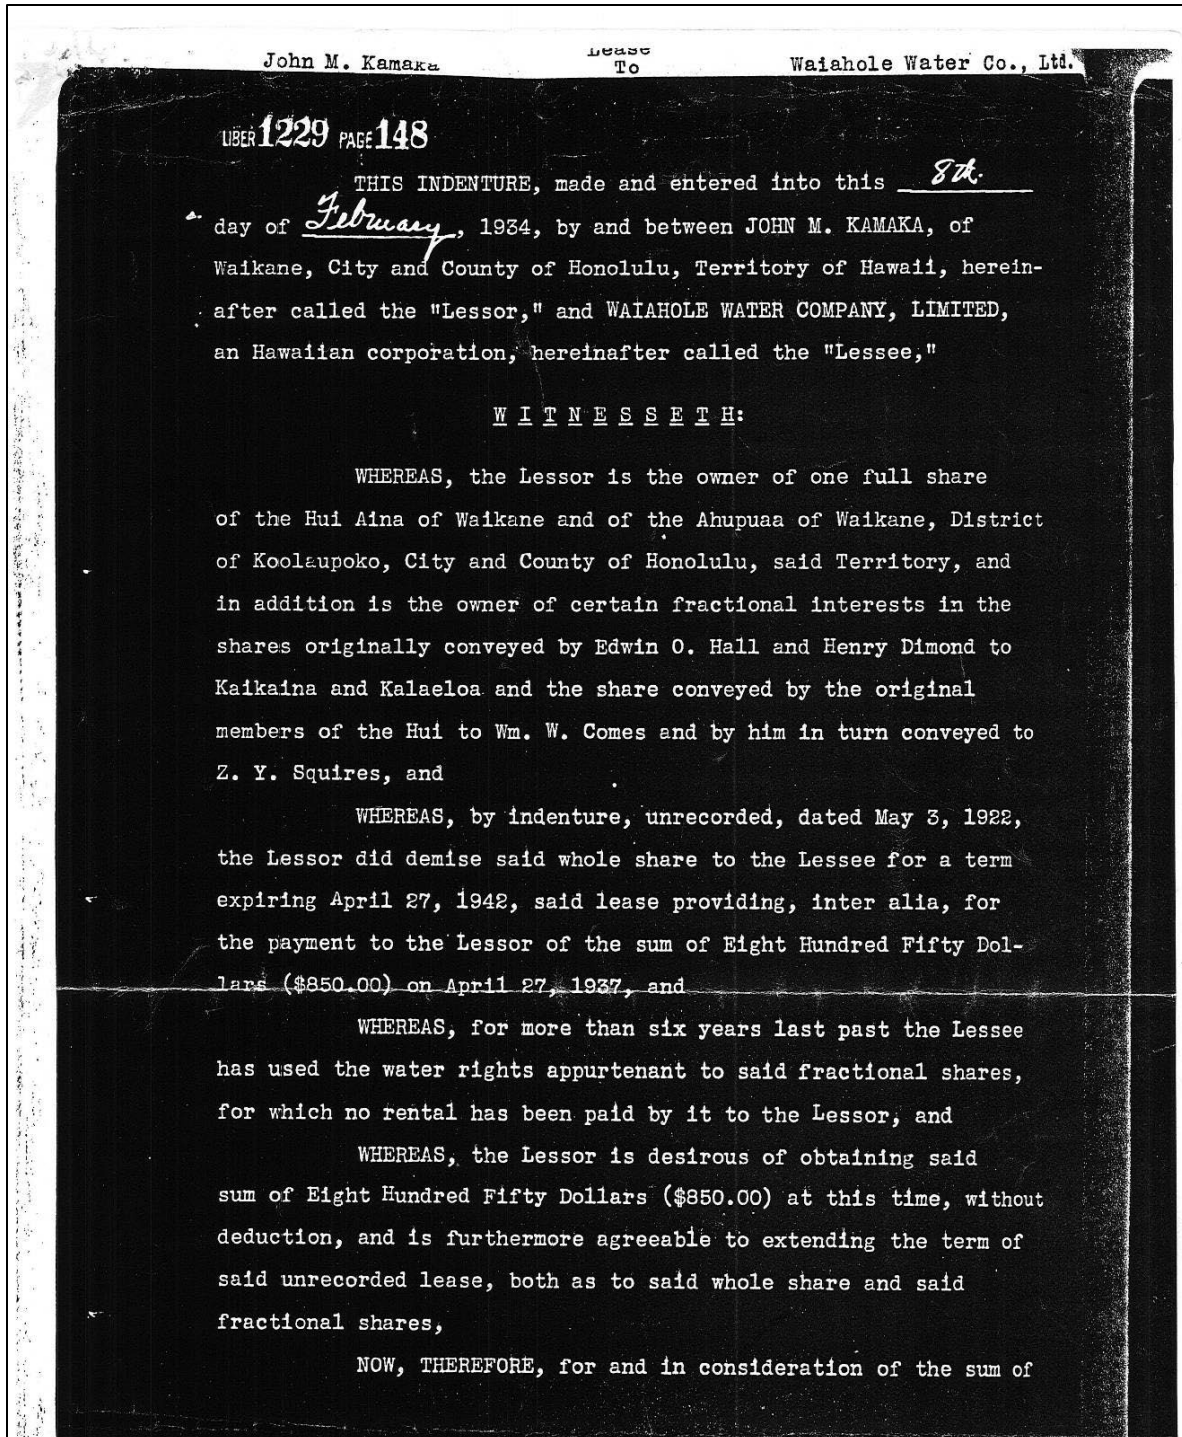 John M. Kamaka Lease To Waiahole Water Co., Ltd.
LIBER 1229 PAGE 148
THIS INDENTURE, made and entered into this 8th.
day of February, 1934, by and between JOHN M. KAMAKA, of
Waikane, City and County of Honolulu, Territory of Hawaii, herein-
after called the "Lessor," and WAIAHOLE WATER COMPANY, LIMITED,
an Hawaiian corporation, hereinafter called the "Lessee,"
W I T N E S S E T H:
WHEREAS, the Lessor is the owner of one full share
of the Hui Aina of Waikane and of the Ahupuaa of Waikane, District
of Koolaupoko, City and County of Honolulu, said Territory, and
in addition is the owner of certain fractional interests in the
shares originally conveyed by Edwin O. Hall and Henry Dimond to
Kaikaina and Kalaeloa and the share conveyed by the original
members of the Hui to Wm. W. Comes and by him in turn conveyed to
Z. Y. Squires, and
WHEREAS, by indenture, unrecorded, dated May 3, 1922,
the Lessor did demise said whole share to the Lessee for a term
expiring April 27, 1942, said lease providing, inter alia, for
the payment to the Lessor of the sum of Eight Hundred Fifty Dol-
lars ($850.00) on April 27, 1937, and
WHEREAS, for more than six years last past the Lessee
has used the water rights appurtenant to said fractional shares,
for which no rental has been paid by it to the Lessor, and
WHEREAS, the Lessor is desirous of obtaining said
sum of Eight Hundred Fifty Dollars ($850.00) at this time, without
deduction, and is furthermore agreeable to extending the term of
said unrecorded lease, both as to said whole share and said
fractional shares,
NOW, THEREFORE, for and in consideration of the sum of